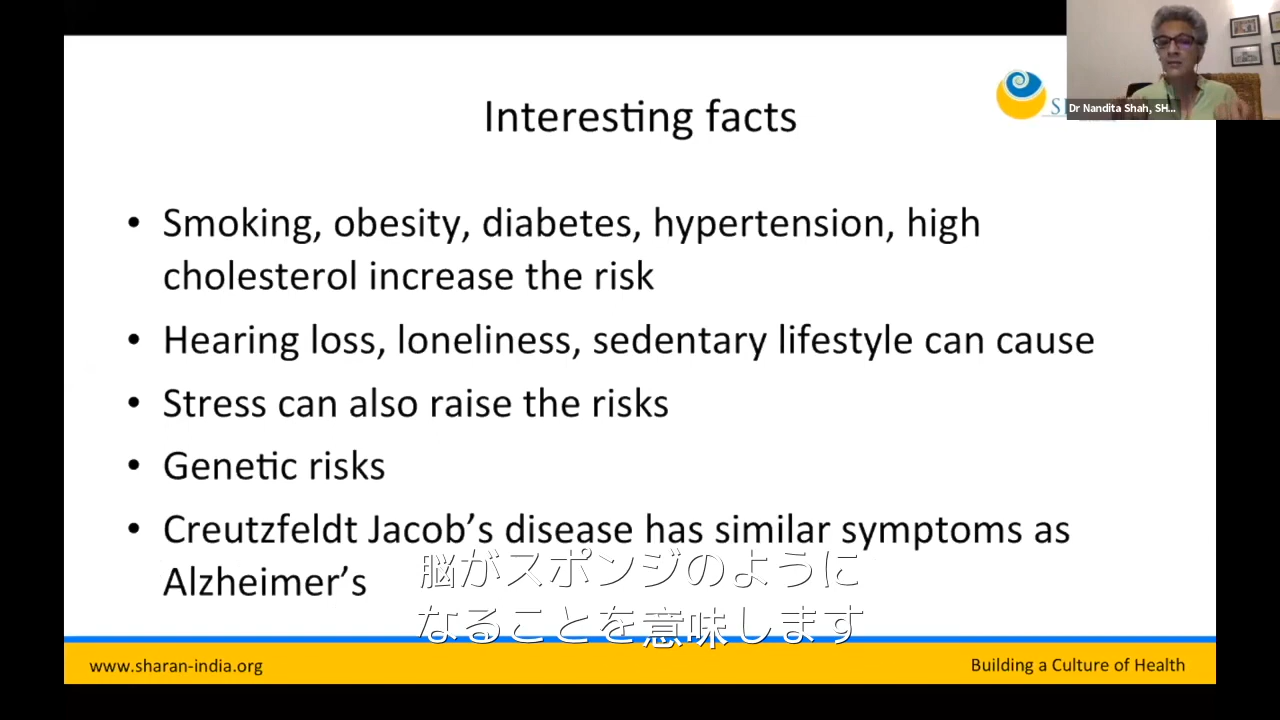 Interesting facts
Dr Nandita Shah, SH...
• Smoking, obesity, diabetes, hypertension, high
cholesterol increase the risk
• Hearing loss, loneliness, sedentary lifestyle can cause
• Stress can also raise the risks
• Genetic risks
• Creutzfeldt Jacob’s disease has similar symptoms as
Alzheimer’s
脳がスポンジのように
なることを意味します
www.sharan-india.org
Building a Culture of Health